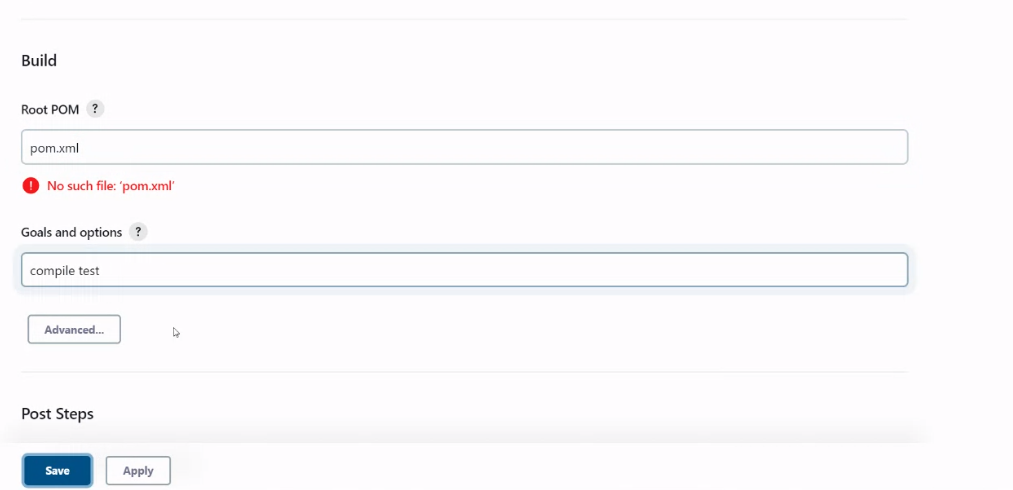 Build
Root POM ?
pom.xml
! No such file: ‘pom.xml’
Goals and options ?
compile test
Advanced...
Post Steps
Save Apply